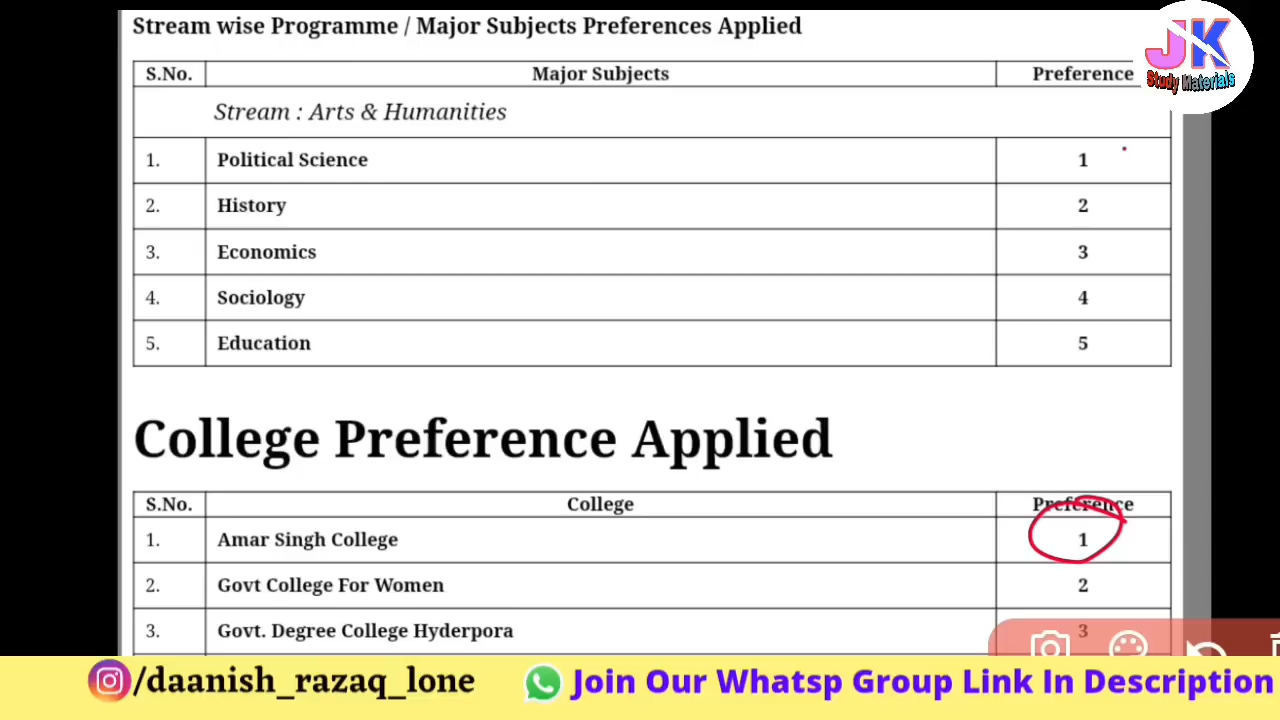 Stream wise Programme / Major Subjects Preferences Applied
JK
Study Materials
S.No. Major Subjects Preference
Stream : Arts & Humanities
1. Political Science 1
2. History 2
3. Economics 3
4. Sociology 4
5. Education 5
College Preference Applied
S.No. College Preference
1. Amar Singh College 1
2. Govt College For Women 2
3. Govt. Degree College Hyderpora 3
/daanish_razaq_lone Join Our Whatsp Group Link In Description